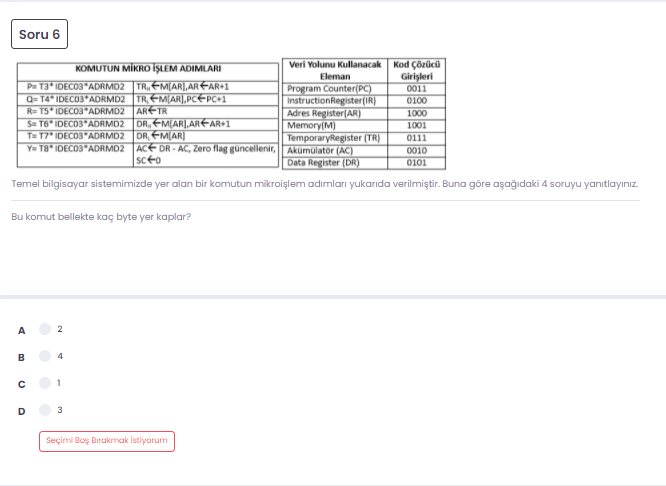 Soru 6
KOMUTUN MİKRO İŞLEM ADIMLARI
P= T3* IDEC03*ADRMD2 TRH🡨M[AR],AR🡨AR+1
Q= T4* IDEC03*ADRMD2 TRL🡨M[AR],PC🡨PC+1
R= T5* IDEC03*ADRMD2 AR🡨TR
S= T6* IDEC03*ADRMD2 DRH🡨M[AR],AR🡨AR+1
T= T7* IDEC03*ADRMD2 DRL🡨M[AR]
Y= T8* IDEC03*ADRMD2 AC🡨 DR - AC, Zero flag güncellenir,
SC🡨0
Veri Yolunu Kullanacak Kod Çözücü
Eleman Girişleri
Program Counter(PC) 0011
InstructionRegister(IR) 0100
Adres Register(AR) 1000
Memory(M) 1001
TemporaryRegister (TR) 0111
Akümülatör (AC) 0010
Data Register (DR) 0101
Temel bilgisayar sistemimizde yer alan bir komutun mikroişlem adımları yukarıda verilmiştir. Buna göre aşağıdaki 4 soruyu yanıtlayınız.
Bu komut bellekte kaç byte yer kaplar?
A 2
B 4
C 1
D 3
Seçimi Boş Bırakmak İstiyorum